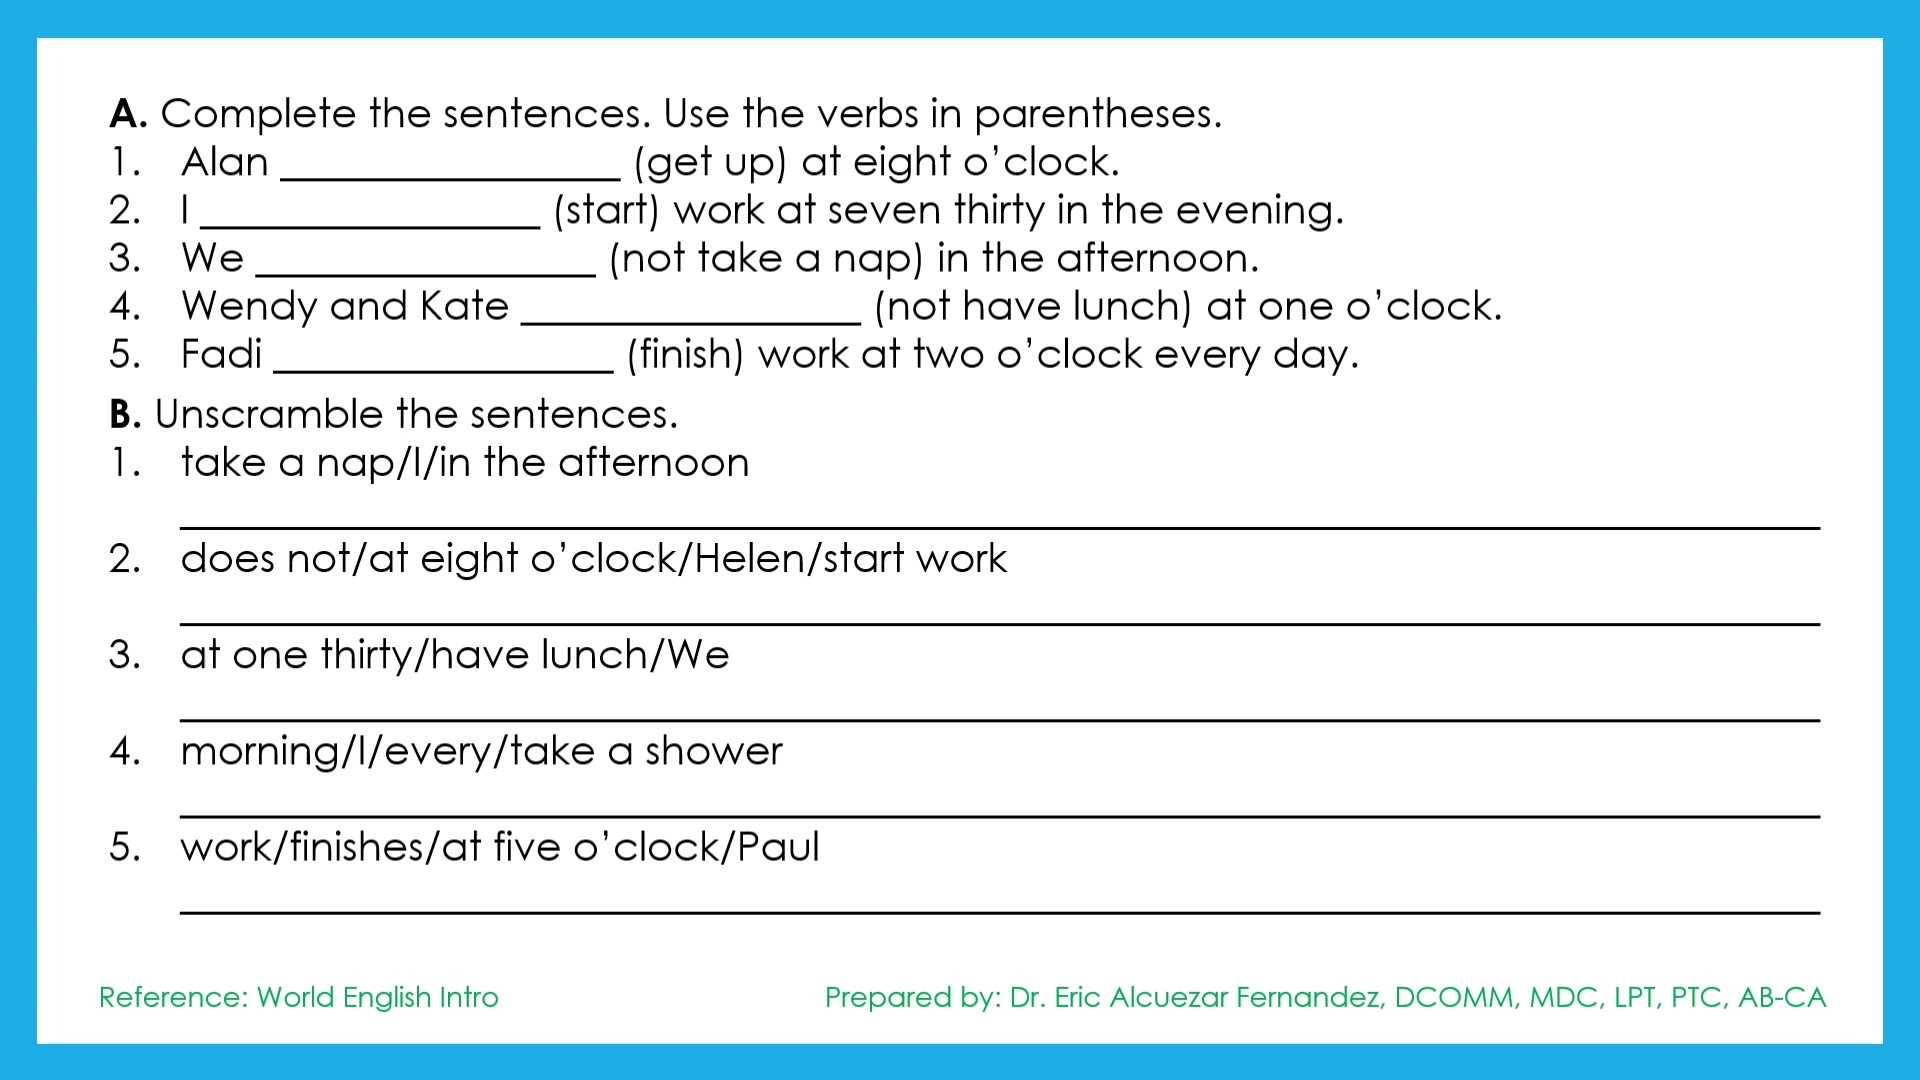 A. Complete the sentences. Use the verbs in parentheses.
1. Alan _________________ (get up) at eight o’clock.
2. I _________________ (start) work at seven thirty in the evening.
3. We _________________ (not take a nap) in the afternoon.
4. Wendy and Kate _________________ (not have lunch) at one o’clock.
5. Fadi _________________ (finish) work at two o’clock every day.
B. Unscramble the sentences.
1. take a nap/I/in the afternoon
2. does not/at eight o’clock/Helen/start work
3. at one thirty/have lunch/We
4. morning/I/every/take a shower
5. work/finishes/at five o’clock/Paul
Reference: World English Intro
Prepared by: Dr. Eric Alcuezar Fernandez, DCOMM, MDC, LPT, PTC, AB-CA